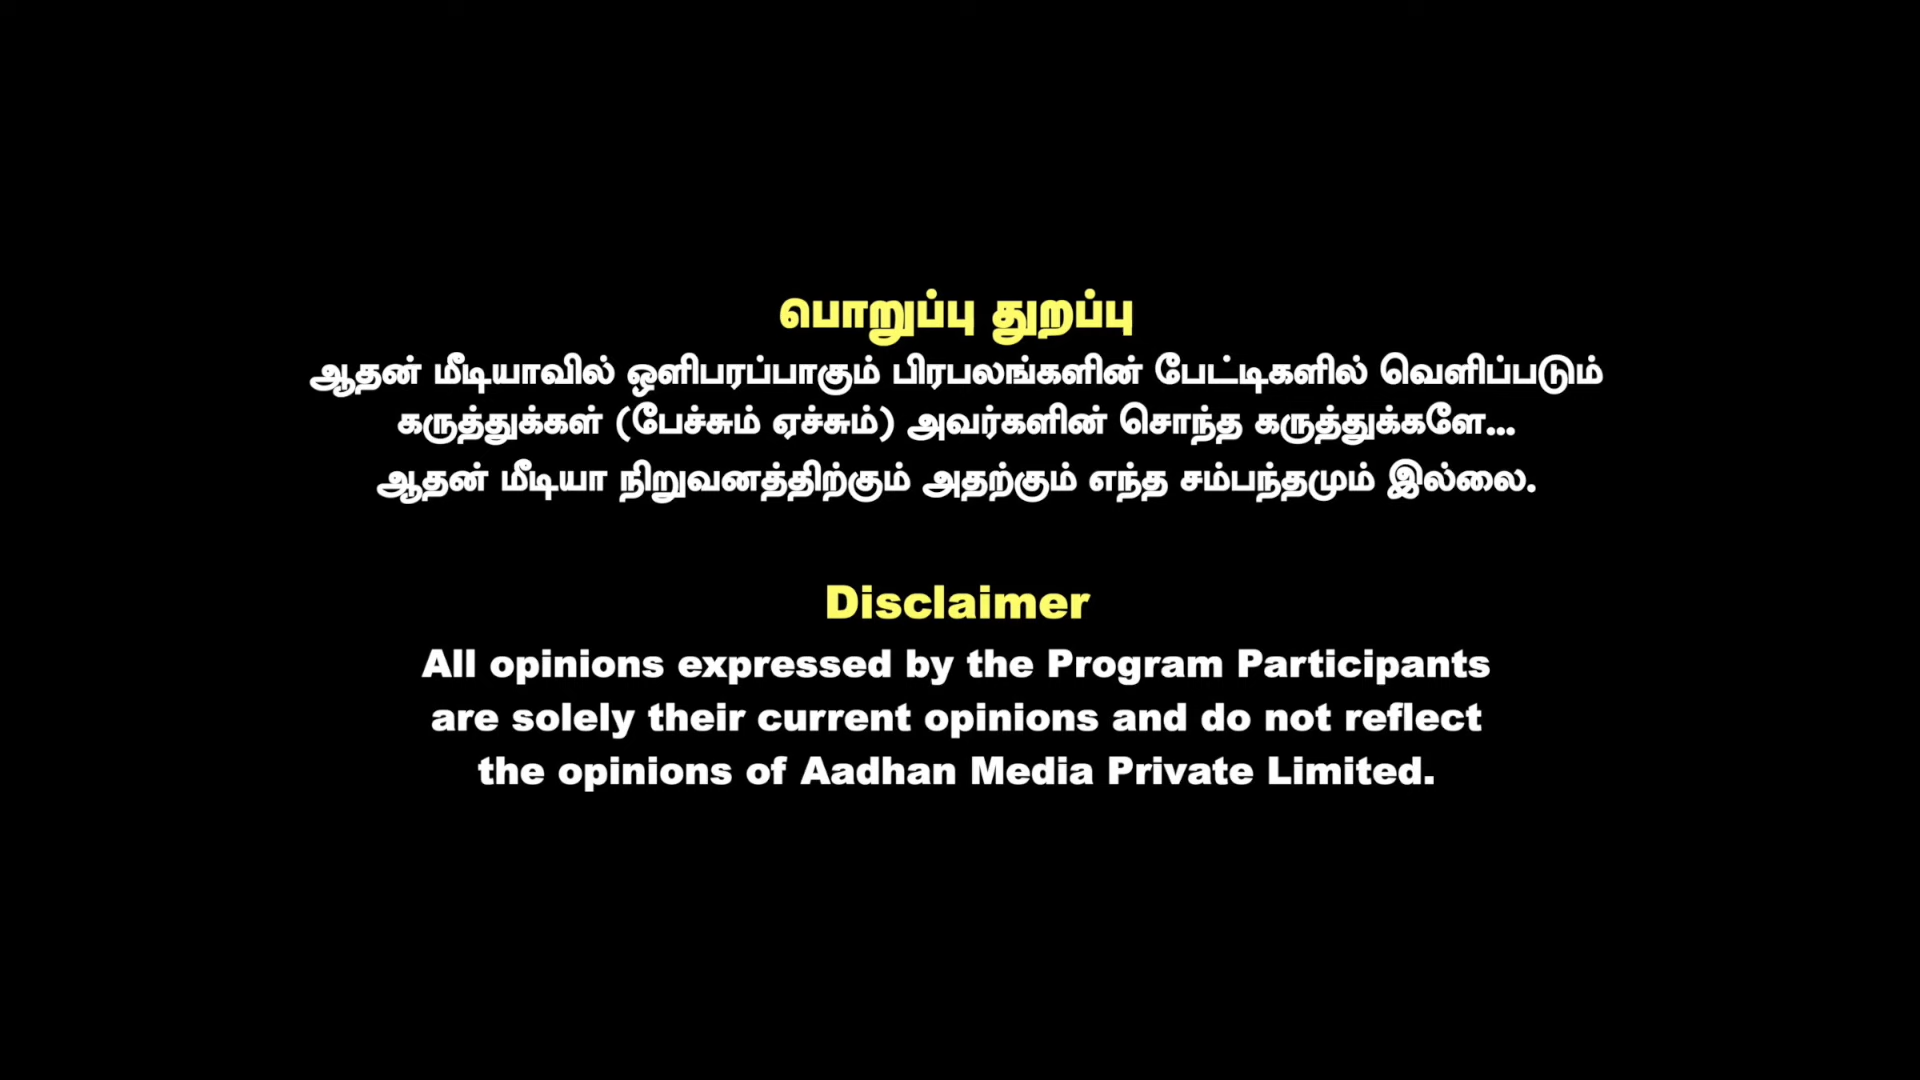 பொறுப்பு துறப்பு
ஆதன் மீடியாவில் ஒளிபரப்பாகும் பிரபலங்களின் பேட்டிகளில் வெளிப்படும்
கருத்துக்கள் (பேச்சும் ஏச்சும்) அவர்களின் சொந்த கருத்துக்களே...
ஆதன் மீடியா நிறுவனத்திற்கும் அதற்கும் எந்த சம்பந்தமும் இல்லை.
Disclaimer
All opinions expressed by the Program Participants
are solely their current opinions and do not reflect
the opinions of Aadhan Media Private Limited.